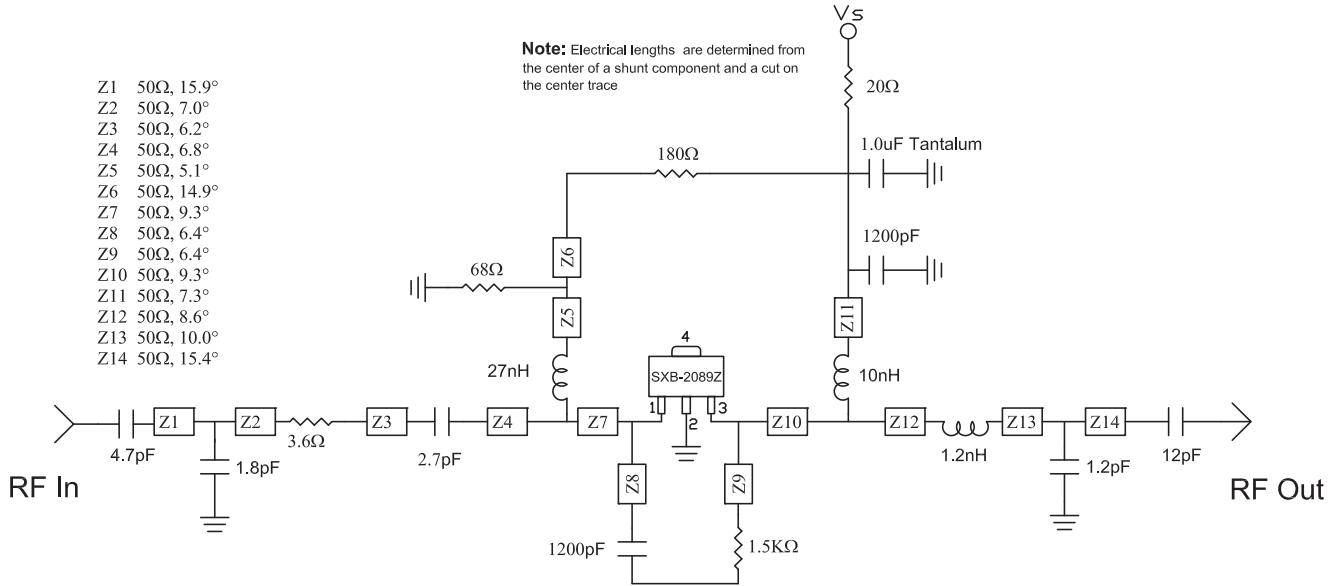 Vs
Note: Electrical lengths are determined from
the center of a shunt component and a cut on
the center trace
Z1 50Ω, 15.9°
Z2 50Ω, 7.0°
Z3 50Ω, 6.2°
Z4 50Ω, 6.8°
Z5 50Ω, 5.1°
Z6 50Ω, 14.9°
Z7 50Ω, 9.3°
Z8 50Ω, 6.4°
Z9 50Ω, 6.4°
Z10 50Ω, 9.3°
Z11 50Ω, 7.3°
Z12 50Ω, 8.6°
Z13 50Ω, 10.0°
Z14 50Ω, 15.4°
20Ω
180Ω
1.0uF Tantalum
1200pF
Z6
68Ω
Z5
Z11
27nH
4
SXB-2089Z
10nH
1
2
3
Z1
Z2
3.6Ω
Z3
Z4
Z7
Z10
Z12
Z13
Z14
4.7pF
1.8pF
2.7pF
1.2nH
1.2pF
12pF
RF In
RF Out
Z8
Z9
1200pF
1.5KΩ